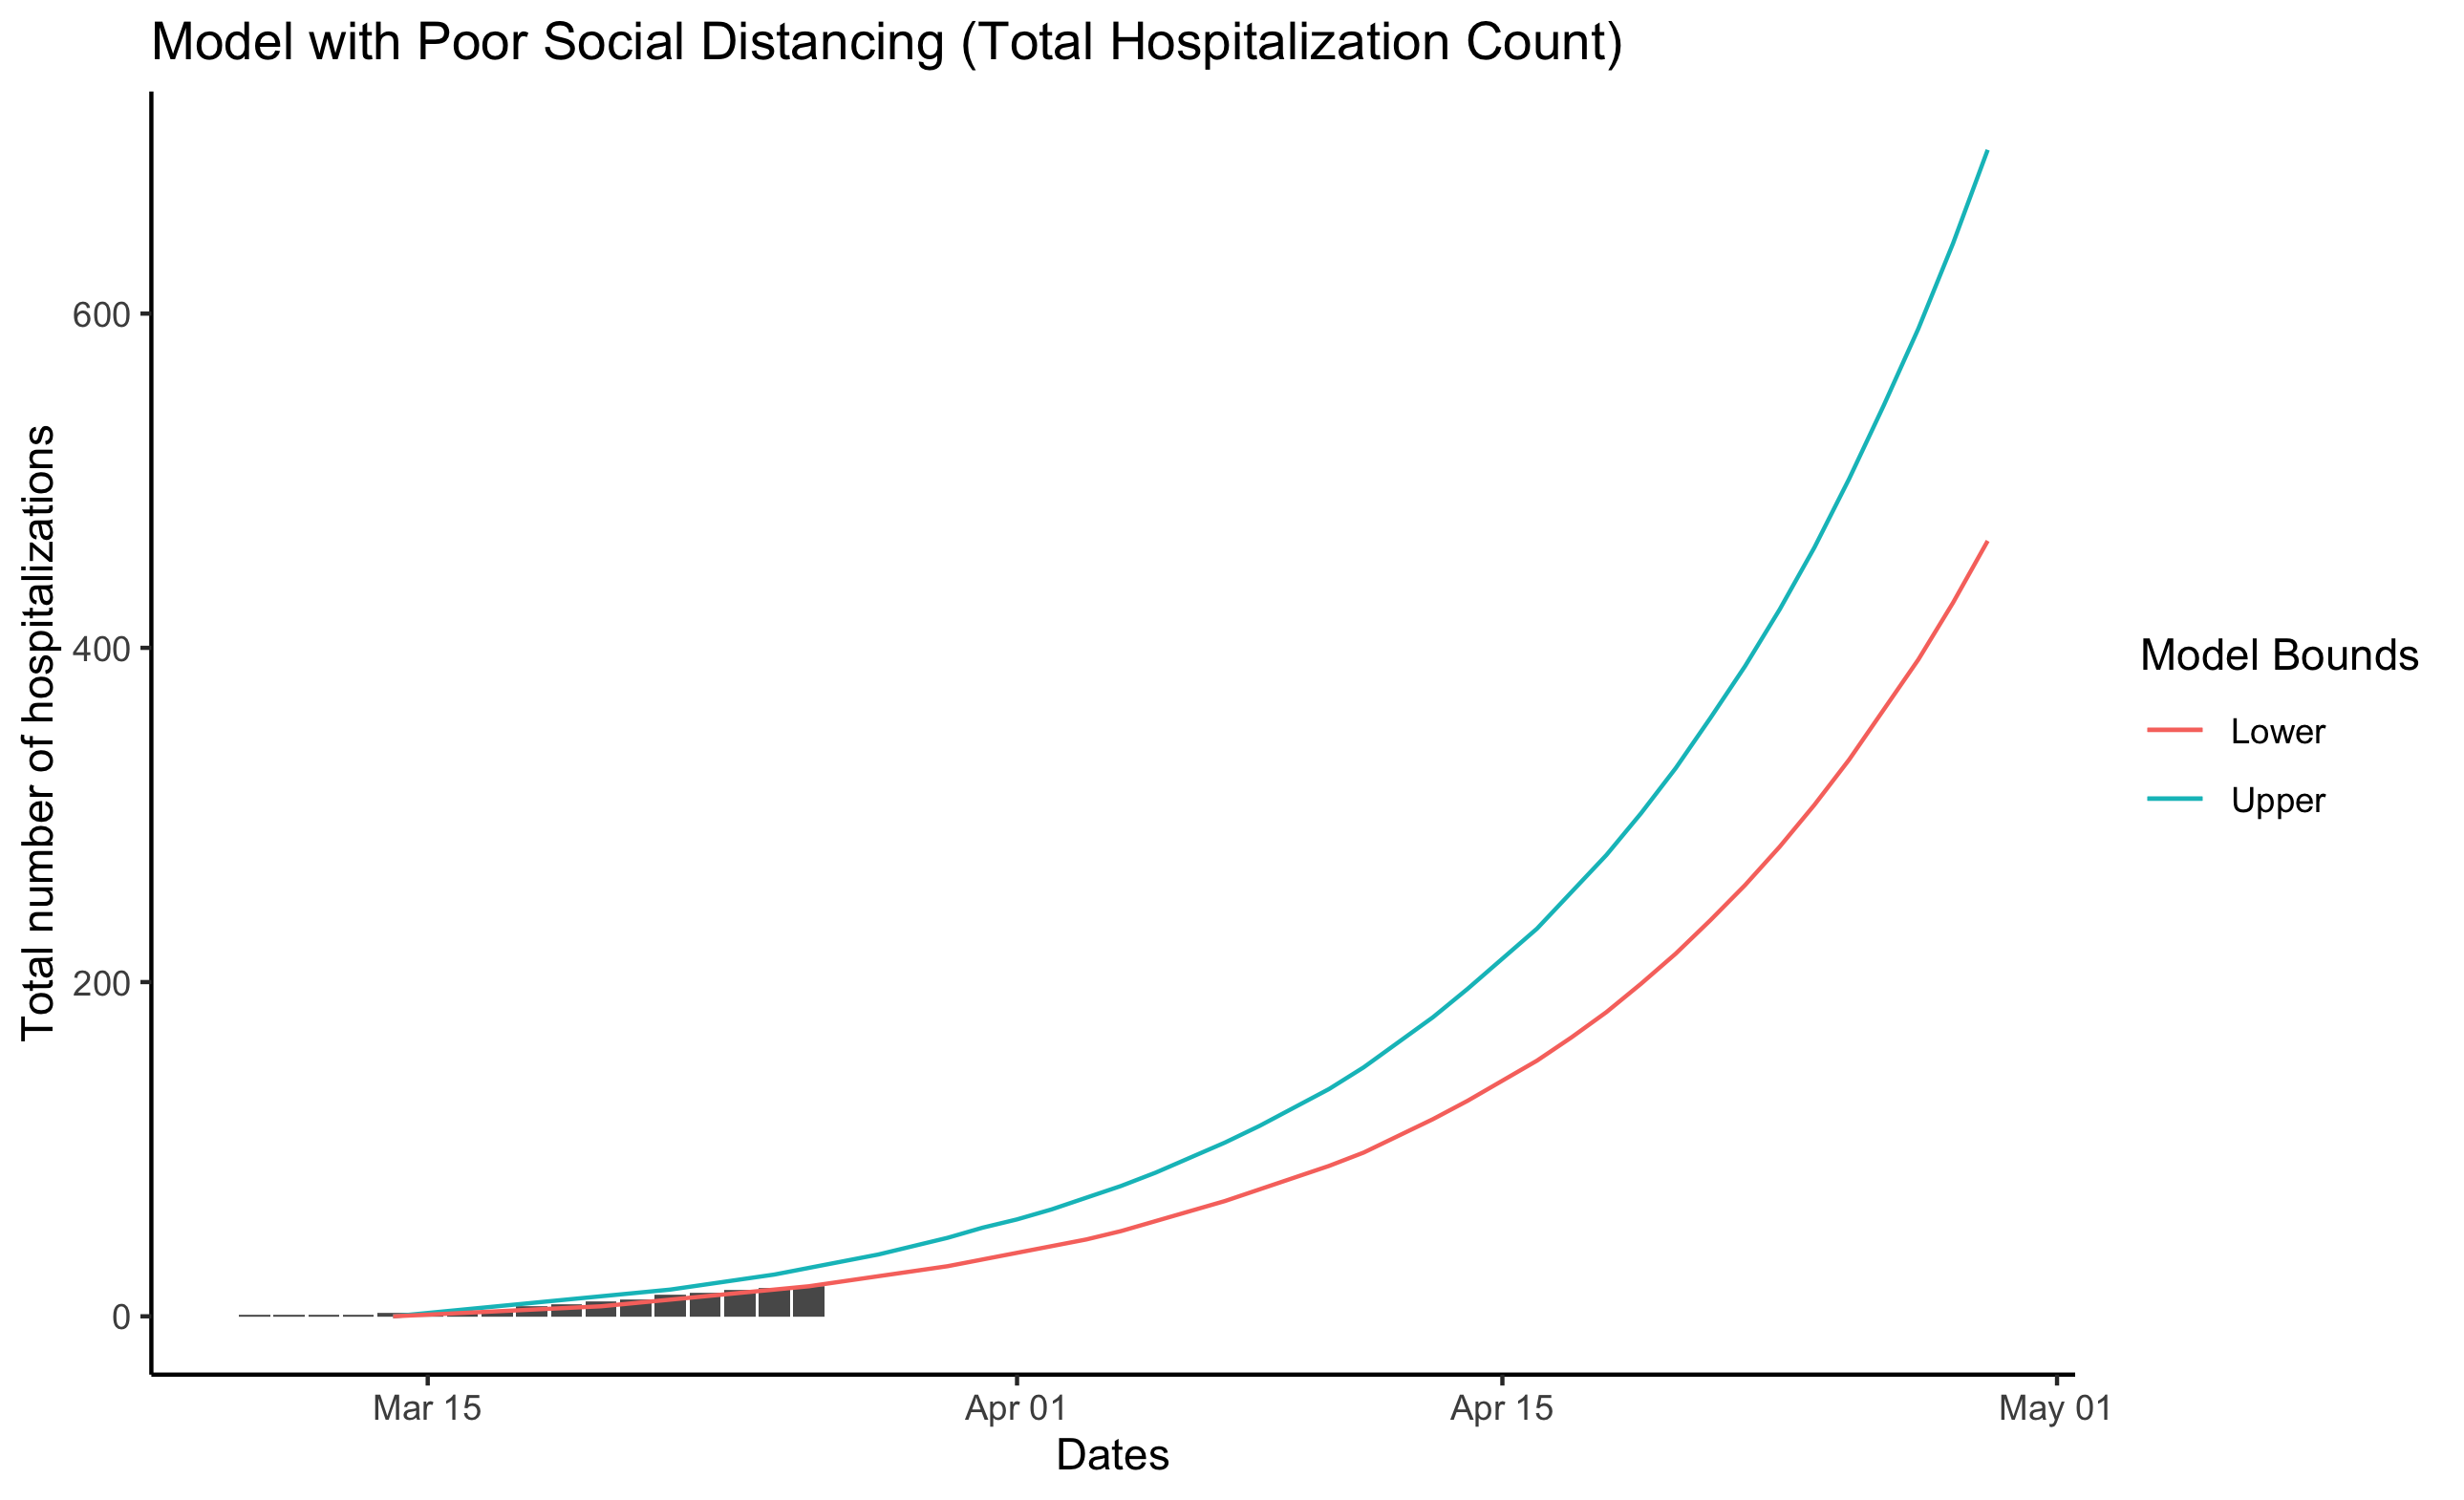 Model with Poor Social Distancing (Total Hospitalization Count)
Total number of hospitalizations
600
400
200
0
Mar 15
Apr 01
Apr 15
May 01
Dates
Model Bounds
Lower
Upper